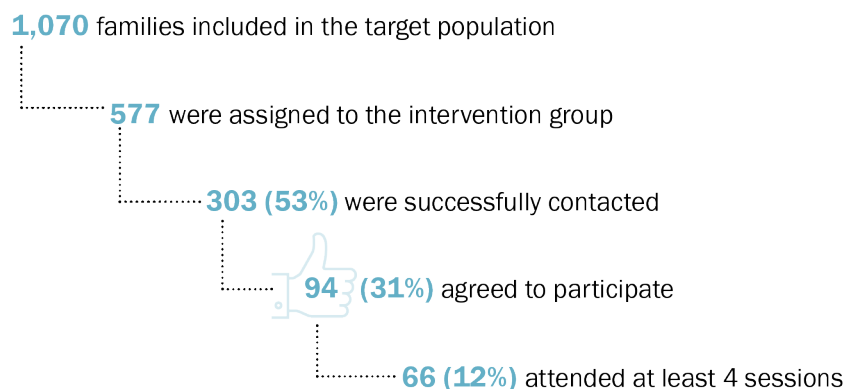 1,070 families included in the target population
577 were assigned to the intervention group
303 (53%) were successfully contacted
94 (31%) agreed to participate
66 (12%) attended at least 4 sessions